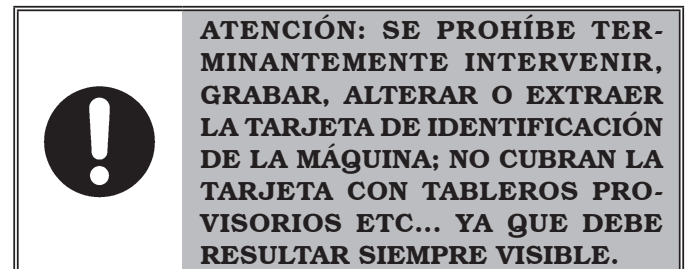 ATENCIÓN: SE PROHÍBE TER-
MINANTEMENTE INTERVENIR,
GRABAR, ALTERAR O EXTRAER
LA TARJETA DE IDENTIFICACIÓN
DE LA MÁQUINA; NO CUBRAN LA
TARJETA CON TABLEROS PRO-
VISORIOS ETC... YA QUE DEBE
RESULTAR SIEMPRE VISIBLE.